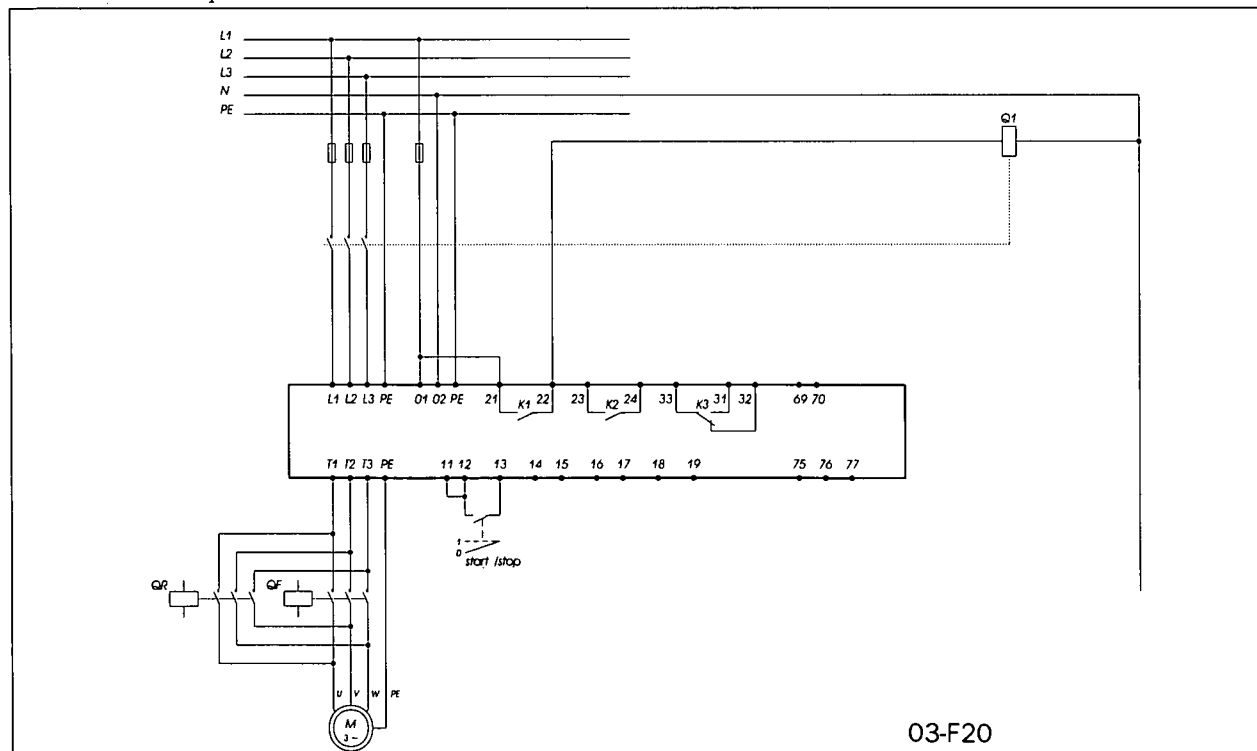 L1
L2
L3
N
PE
Q1
L1 L2 L3 PE 01 02 PE 21 K1 22 23 K2 24 33 K3 31 32 69 70
T1 T2 T3 PE 11 12 13 14 15 16 17 18 19 75 76 77
1
0
start /stop
QR
QF
U V W PE
M
3 ~
03-F20